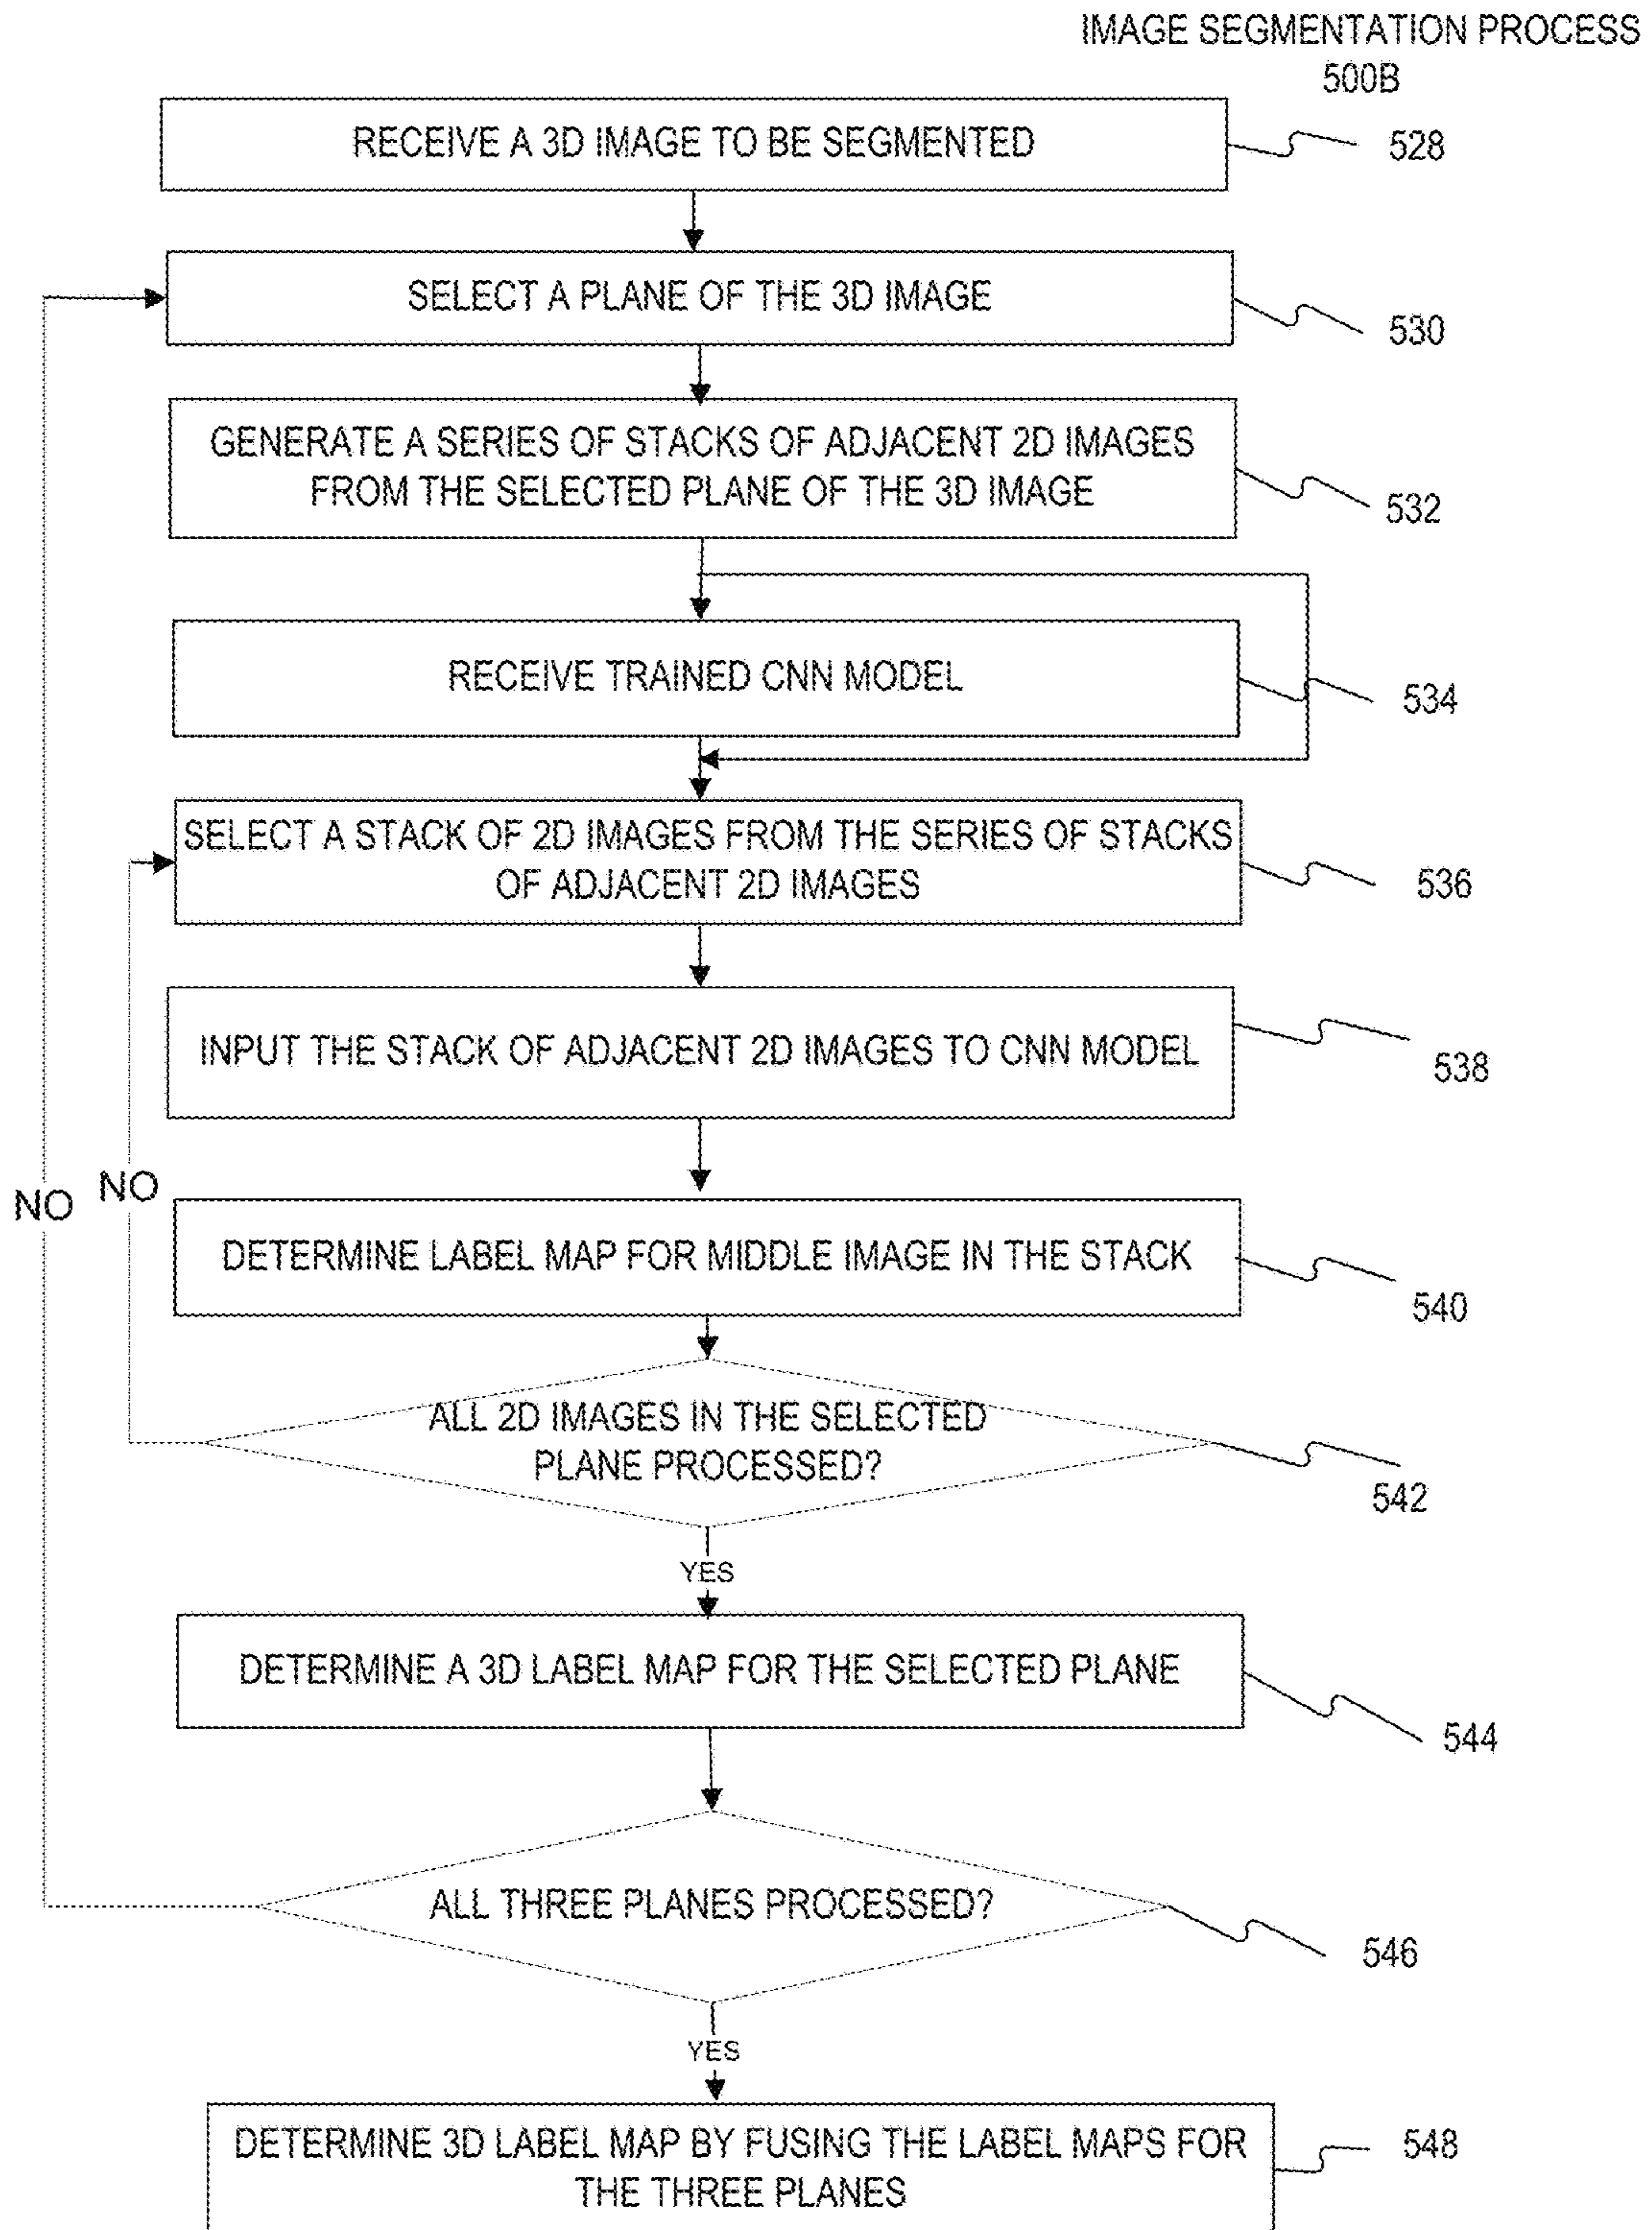 IMAGE SEGMENTATION PROCESS
500B
RECEIVE A 3D IMAGE TO BE SEGMENTED
528
SELECT A PLANE OF THE 3D IMAGE
530
GENERATE A SERIES OF STACKS OF ADJACENT 2D IMAGES
FROM THE SELECTED PLANE OF THE 3D IMAGE
532
RECEIVE TRAINED CNN MODEL
534
SELECT A STACK OF 2D IMAGES FROM THE SERIES OF STACKS
OF ADJACENT 2D IMAGES
536
INPUT THE STACK OF ADJACENT 2D IMAGES TO CNN MODEL
538
NO
NO
DETERMINE LABEL MAP FOR MIDDLE IMAGE IN THE STACK
540
ALL 2D IMAGES IN THE SELECTED
PLANE PROCESSED?
542
YES
DETERMINE A 3D LABEL MAP FOR THE SELECTED PLANE
544
ALL THREE PLANES PROCESSED?
546
YES
DETERMINE 3D LABEL MAP BY FUSING THE LABEL MAPS FOR
THE THREE PLANES
548